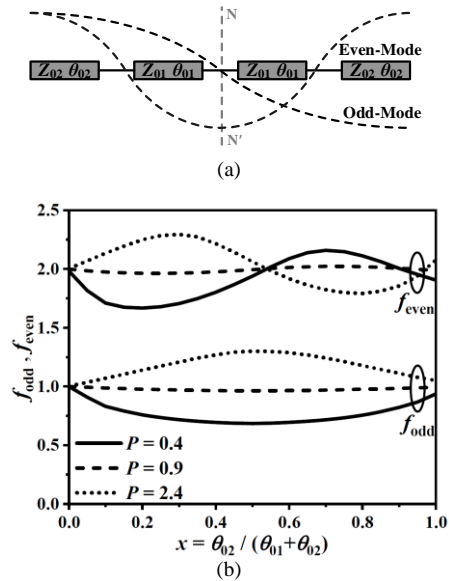 N
Even-Mode
Z02 θ02 Z01 θ01 Z01 θ01 Z02 θ02
Odd-Mode
N'
(a)
2.5
2.0
1.5
1.0
0.5
0.0
fodd , feven
feven
fodd
P = 0.4
P = 0.9
P = 2.4
0.0 0.2 0.4 0.6 0.8 1.0
x = θ02 / (θ01+θ02)
(b)